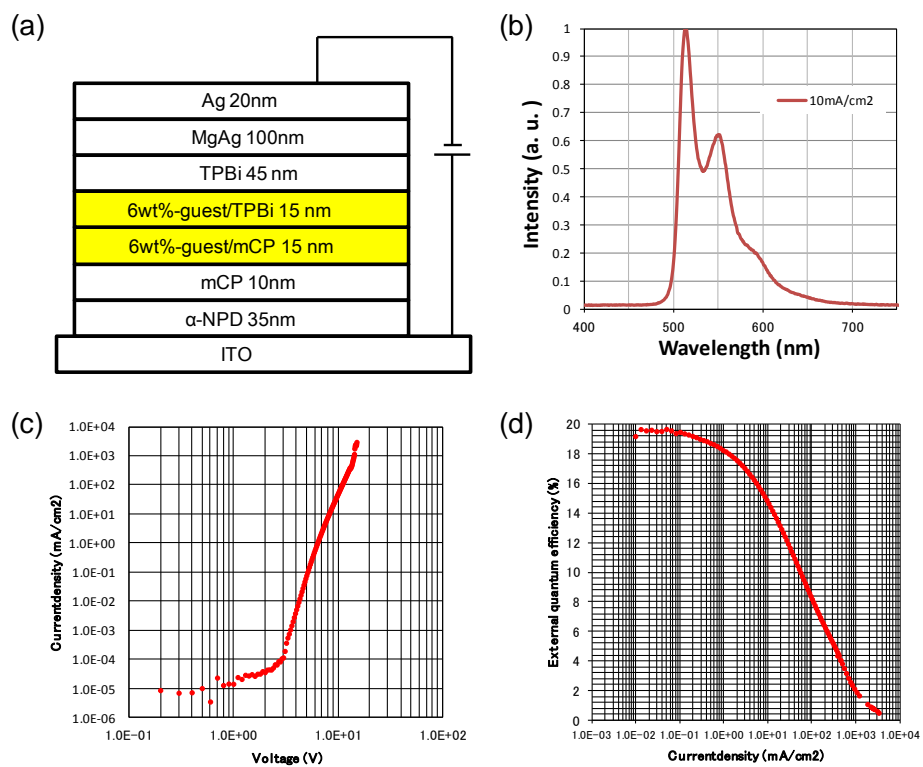 (a)
Ag 20nm
MgAg 100nm
TPBi 45 nm
6wt%-guest/TPBi 15 nm
6wt%-guest/mCP 15 nm
mCP 10nm
α-NPD 35nm
ITO
(b)
Intensity (a. u. )
1
0.9
0.8
0.7
0.6
0.5
0.4
0.3
0.2
0.1
0
10mA/cm2
400
500
600
700
Wavelength (nm)
(c)
Currentdensity (mA/cm2)
1.0E+04
1.0E+03
1.0E+02
1.0E+01
1.0E+00
1.0E-01
1.0E-02
1.0E-03
1.0E-04
1.0E-05
1.0E-06
1.0E-01
1.0E+00
1.0E+01
1.0E+02
Voltage (V)
(d)
External quantum efficiency (%)
20
18
16
14
12
10
8
6
4
2
0
1.0E-03
1.0E-02
1.0E-01
1.0E+00
1.0E+01
1.0E+02
1.0E+03
1.0E+04
Currentdensity (mA/cm2)